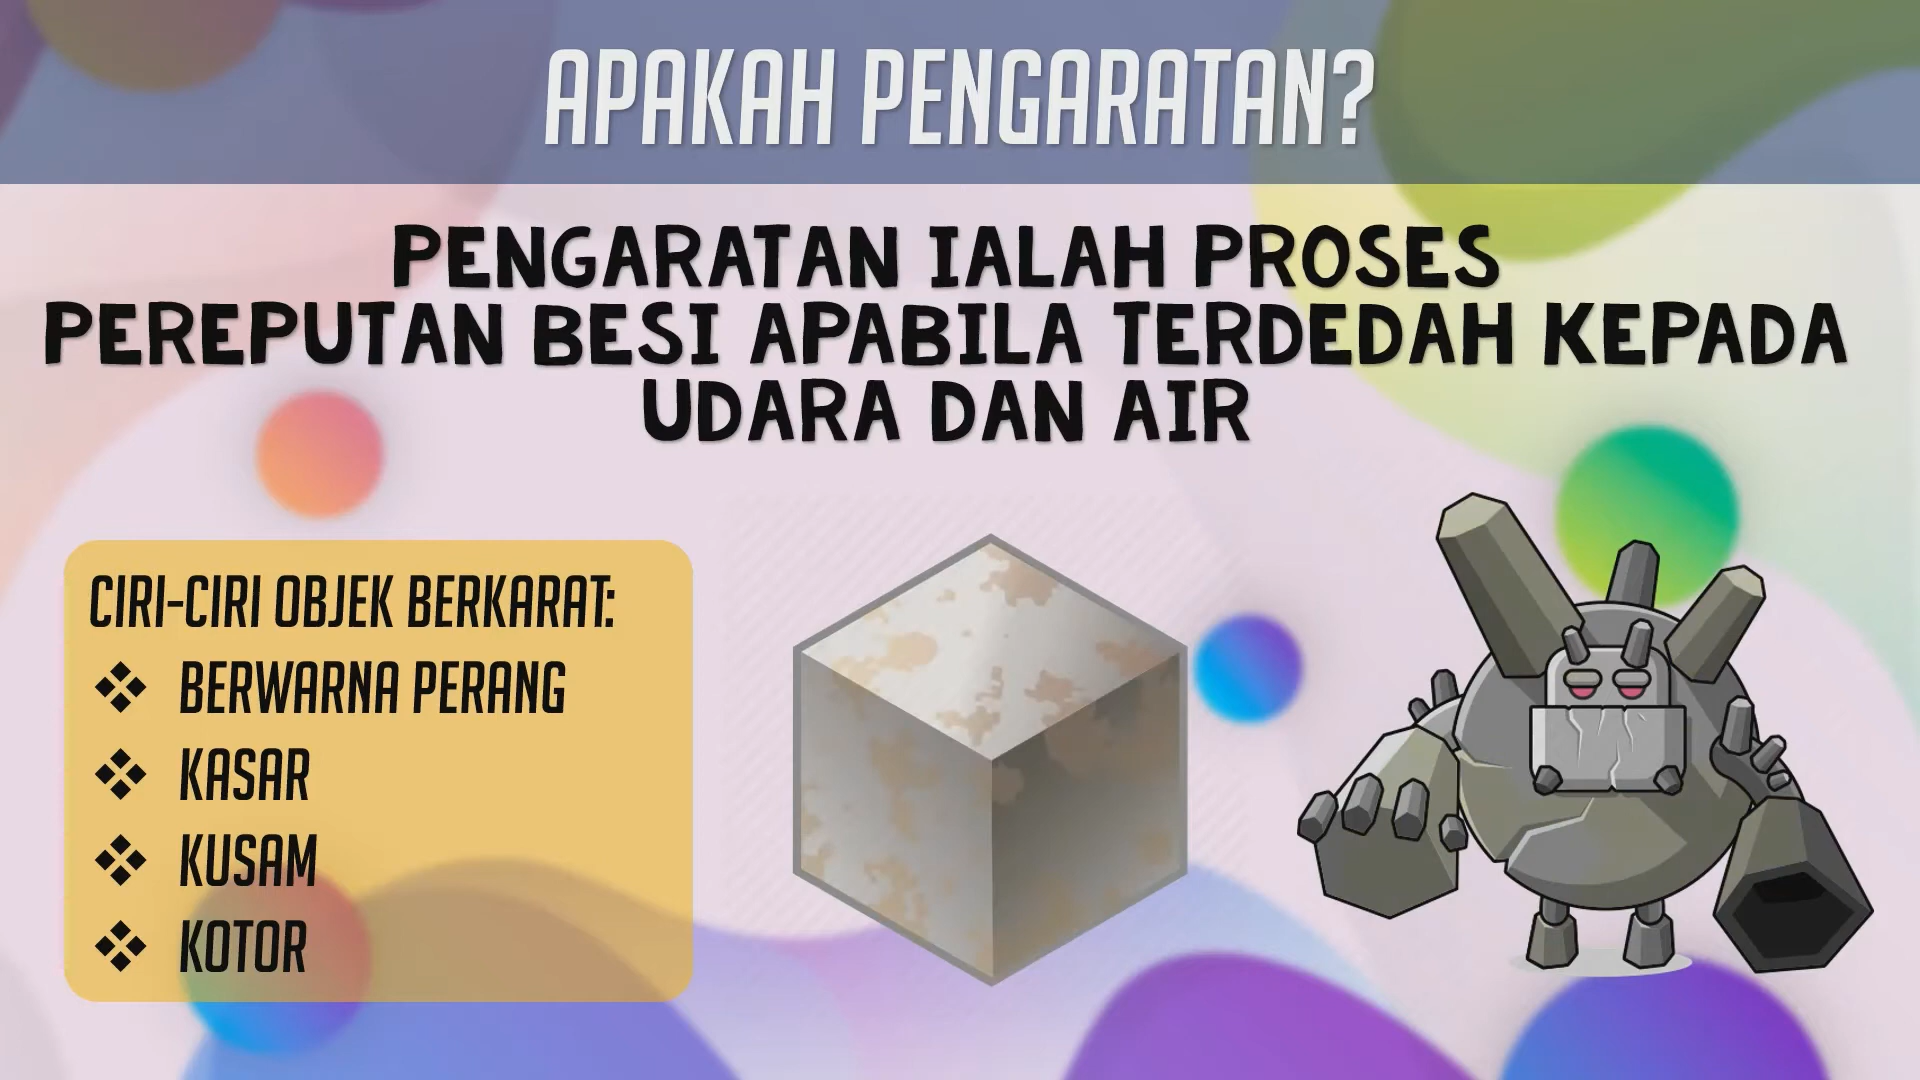 APAKAH PENGARATAN?
PENGARATAN IALAH PROSES
PEREPUTAN BESI APABILA TERDEDAH KEPADA
UDARA DAN AIR
CIRI-CIRI OBJEK BERKARAT:
❖ BERWARNA PERANG
❖ KASAR
❖ KUSAM
❖ KOTOR